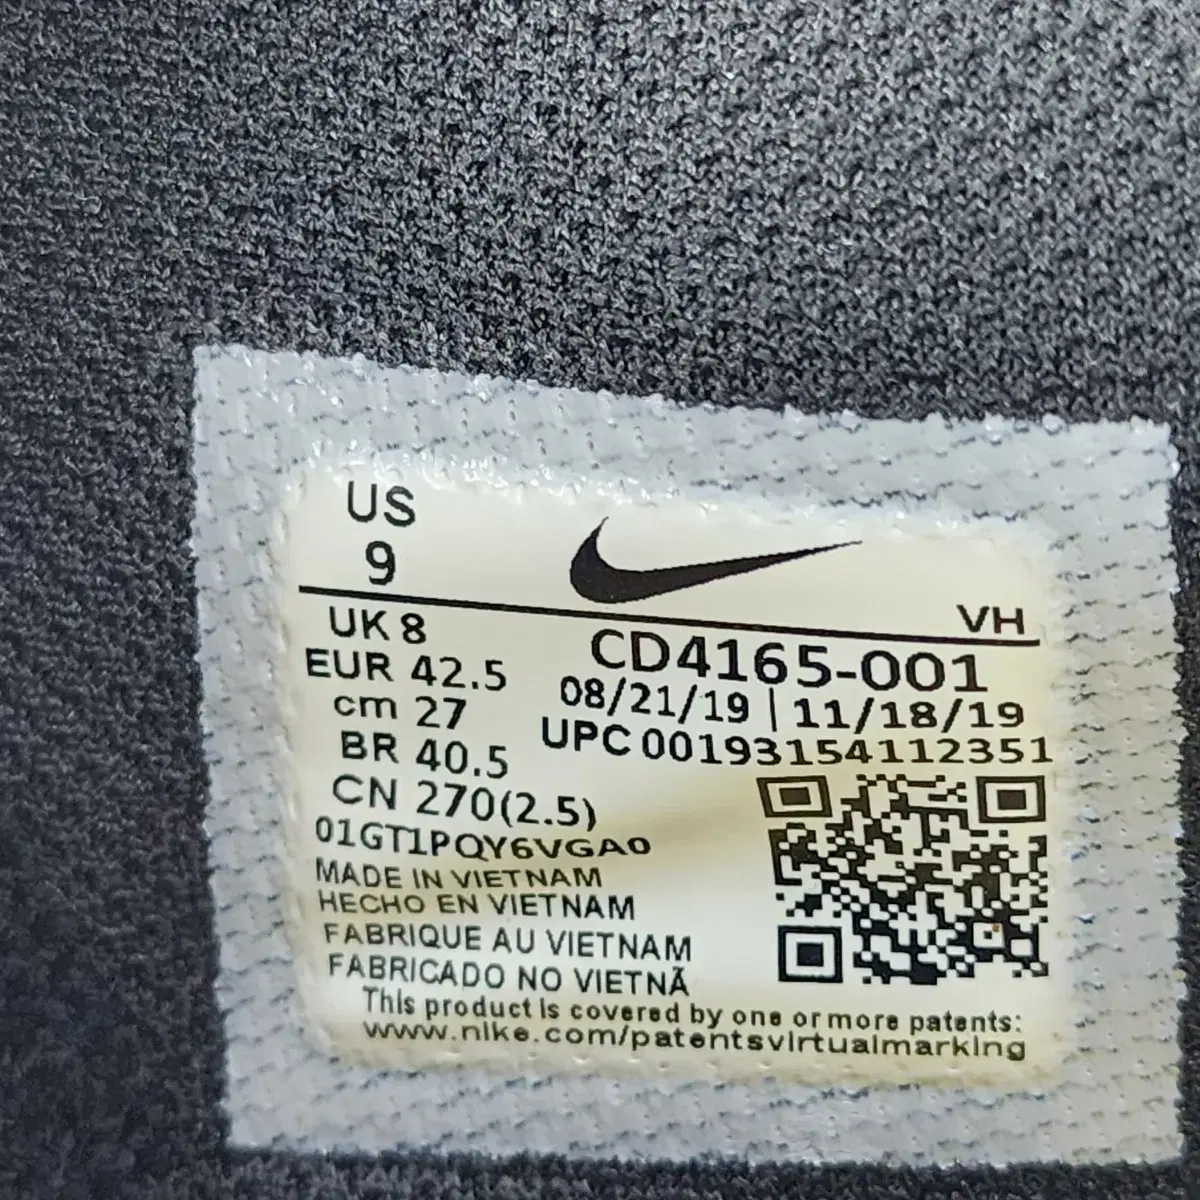 US
9
VH
UK 8
EUR 42.5
cm 27
BR 40.5
CN 270(2.5)
CD4165-001
08/21/19 | 11/18/19
UPC 00193154112351
01GT1PQY6VGA0
MADE IN VIETNAM
HECHO EN VIETNAM
FABRIQUE AU VIETNAM
FABRICADO NO VIETNÃ
This product is covered by one or more patents:
www.nike.com/patentsvirtualmarking